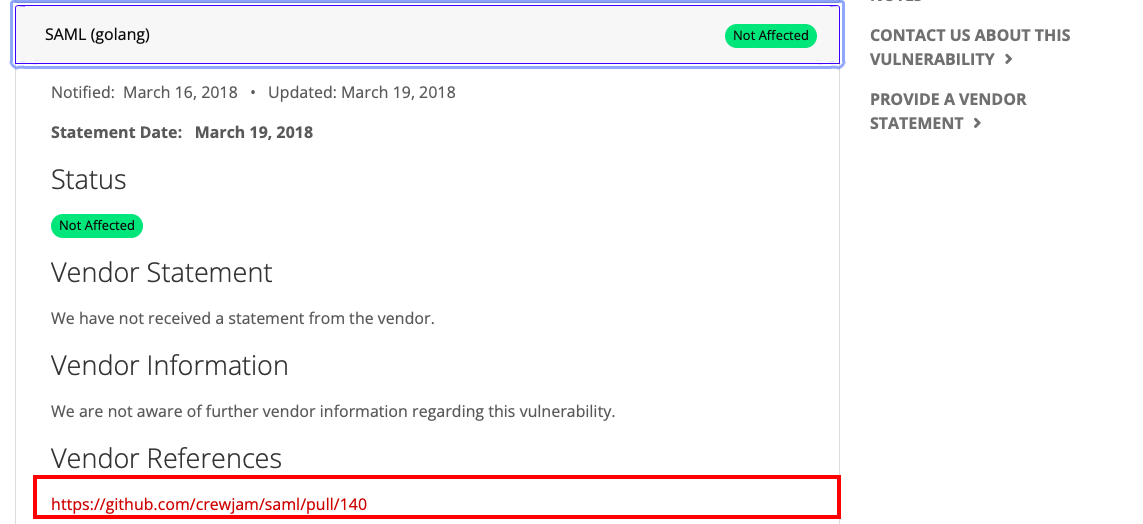 SAML (golang)
Not Affected
Notified: March 16, 2018 • Updated: March 19, 2018
Statement Date: March 19, 2018
Status
Not Affected
Vendor Statement
We have not received a statement from the vendor.
Vendor Information
We are not aware of further vendor information regarding this vulnerability.
Vendor References
https://github.com/crewjam/saml/pull/140
CONTACT US ABOUT THIS
VULNERABILITY >
PROVIDE A VENDOR
STATEMENT >